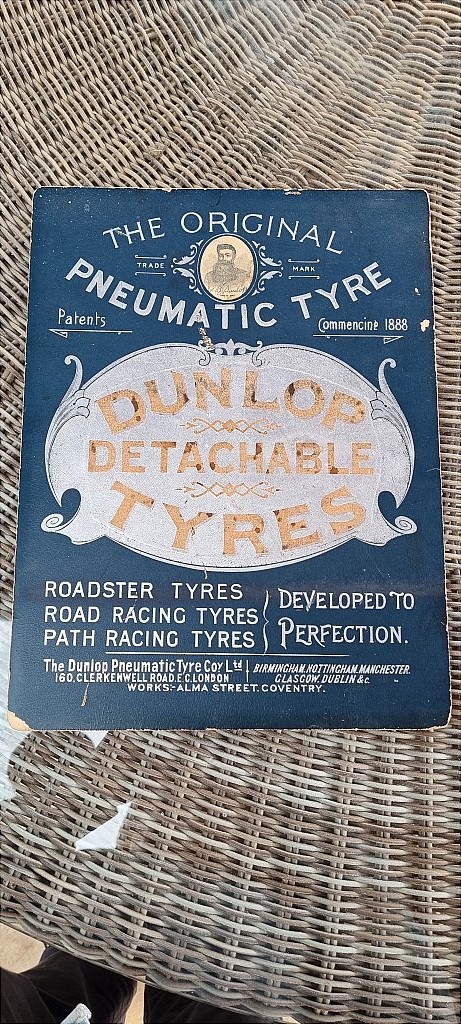 THE ORIGINAL
TRADE MARK
PNEUMATIC TYRE
Patents Commencing 1888
DUNLOP
DETACHABLE
TYRES
ROADSTER TYRES
ROAD RACING TYRES
PATH RACING TYRES
DEVELOPED TO
PERFECTION.
The Dunlop Pneumatic Tyre Coy Ltd
160, CLERKENWELL ROAD, E.C. LONDON
BIRMINGHAM, NOTTINGHAM, MANCHESTER.
GLASGOW, DUBLIN &c.
WORKS:- ALMA STREET, COVENTRY.